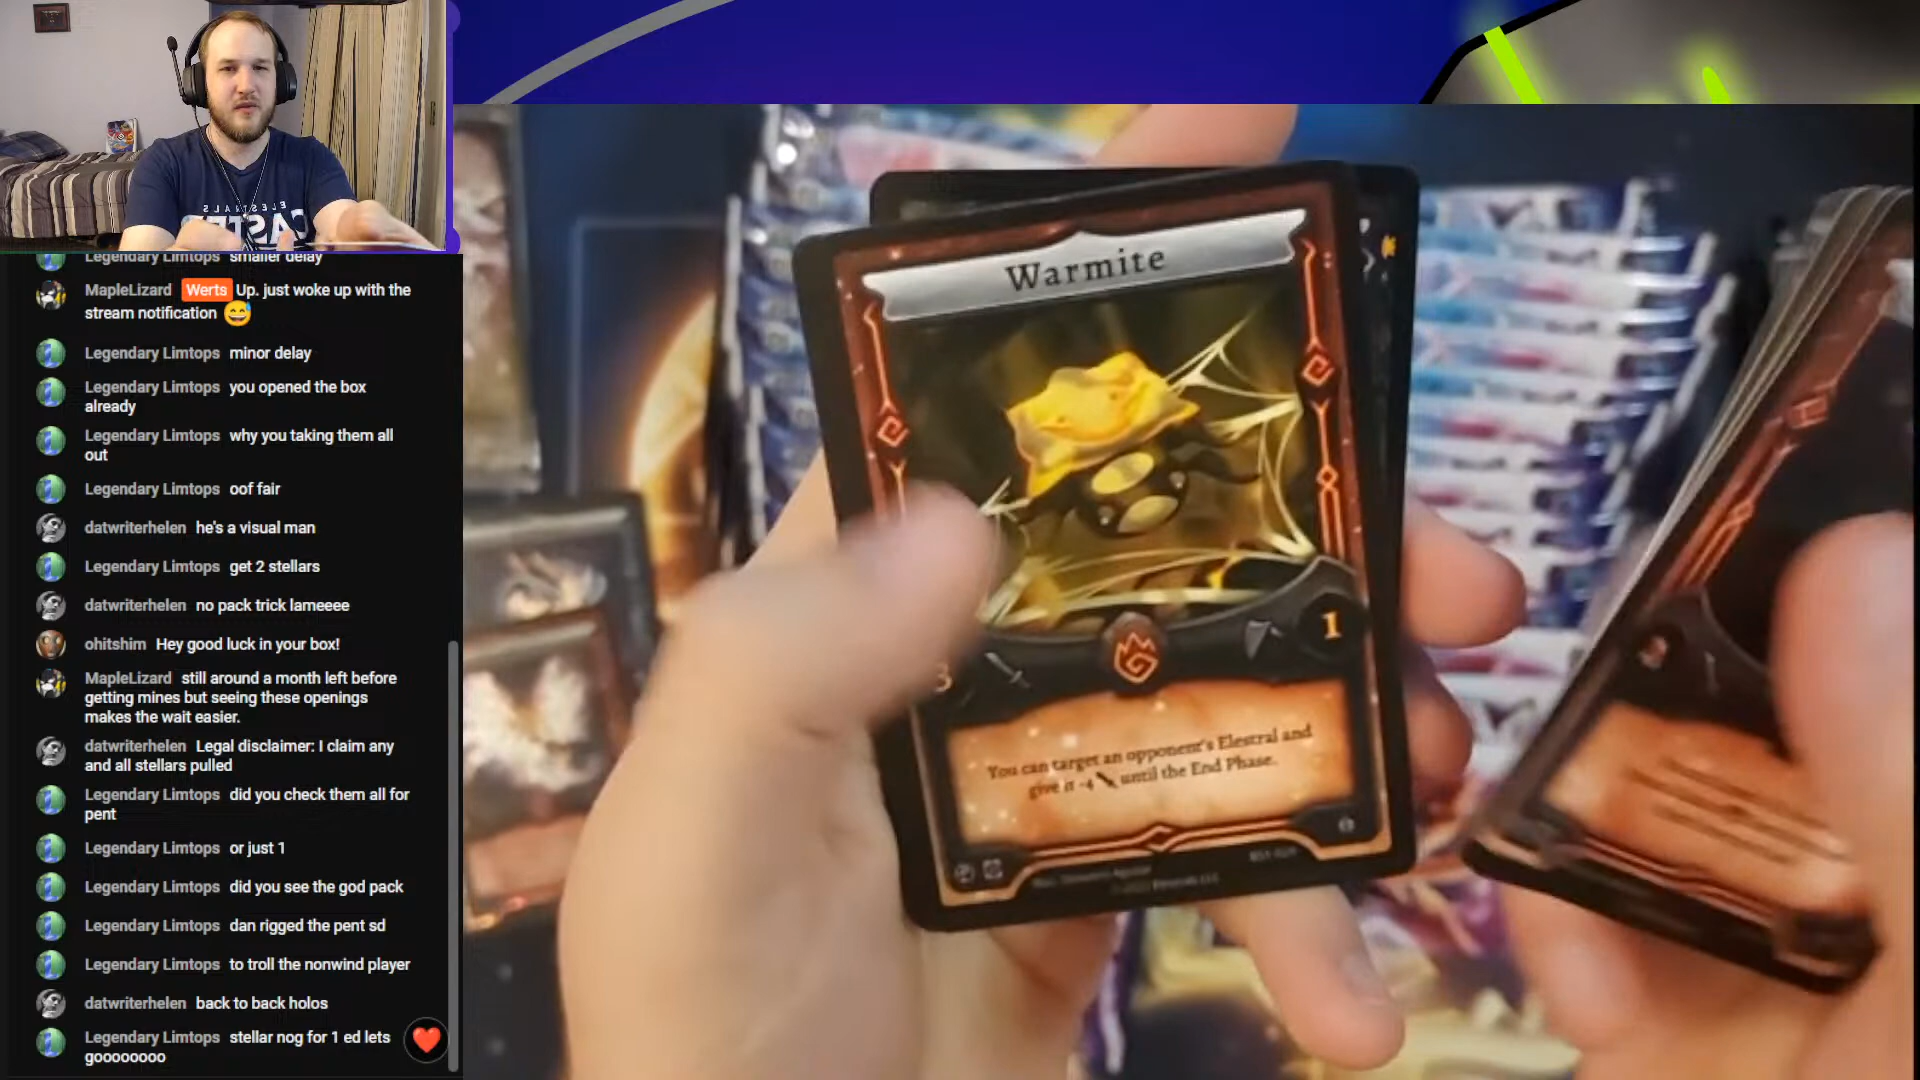 ELESTRALS
CASTER
Legendary Limtops smaller delay
MapleLizard Werts Up. just woke up with the
stream notification 😅
Legendary Limtops minor delay
Legendary Limtops you opened the box
already
Legendary Limtops why you taking them all
out
Legendary Limtops oof fair
datwriterhelen he's a visual man
Legendary Limtops get 2 stellars
datwriterhelen no pack trick lameeee
ohitshim Hey good luck in your box!
MapleLizard still around a month left before
getting mines but seeing these openings
makes the wait easier.
datwriterhelen Legal disclaimer: I claim any
and all stellars pulled
Legendary Limtops did you check them all for
pent
Legendary Limtops or just 1
Legendary Limtops did you see the god pack
Legendary Limtops dan rigged the pent sd
Legendary Limtops to troll the nonwind player
datwriterhelen back to back holos
Legendary Limtops stellar nog for 1 ed lets
goooooooo
Warmite
1
You can target an opponent's Elestral and
give it -4 until the End Phase.